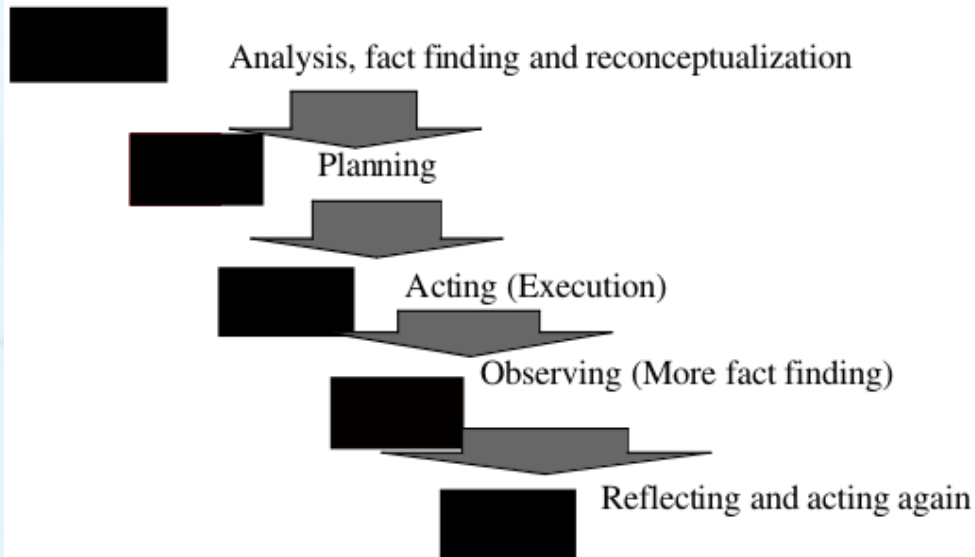 Analysis, fact finding and reconceptualization
Planning
Acting (Execution)
Observing (More fact finding)
Reflecting and acting again